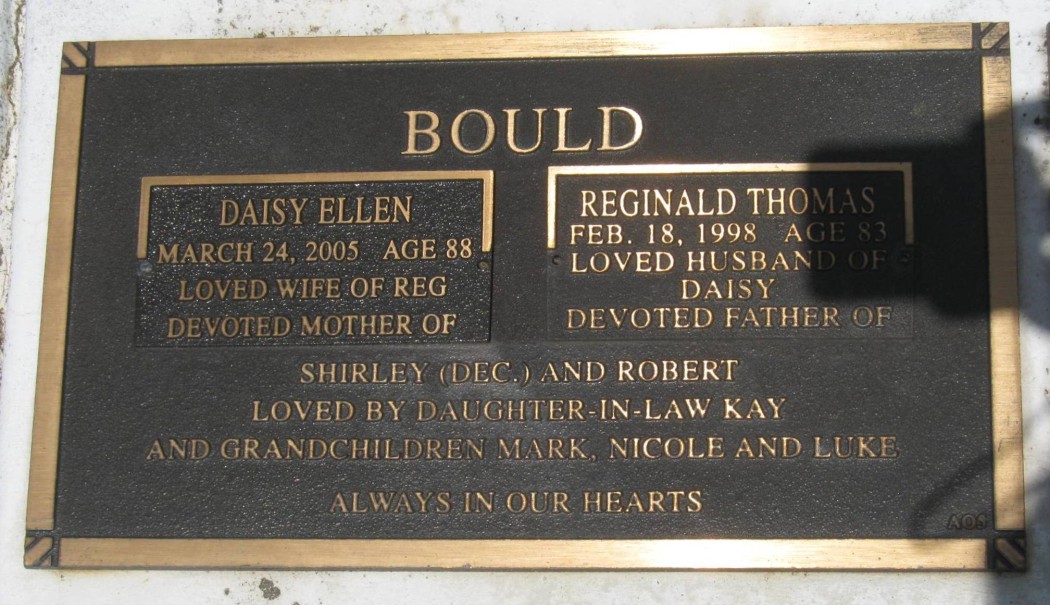 BOULD
DAISY ELLEN
MARCH 24, 2005 AGE 88
LOVED WIFE OF REG
DEVOTED MOTHER OF
REGINALD THOMAS
FEB. 18, 1998 AGE 83
LOVED HUSBAND OF
DAISY
DEVOTED FATHER OF
SHIRLEY (DEC.) AND ROBERT
LOVED BY DAUGHTER-IN-LAW KAY
AND GRANDCHILDREN MARK, NICOLE AND LUKE
ALWAYS IN OUR HEARTS
AOS